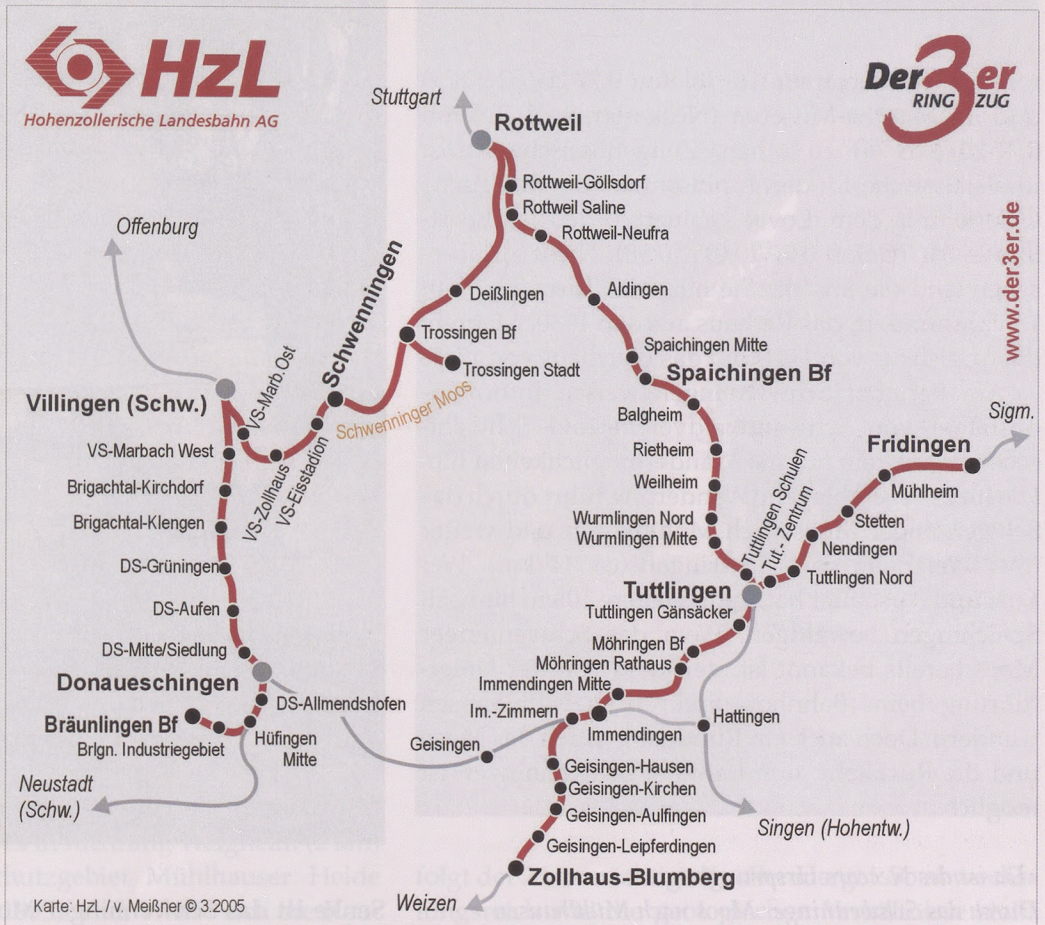 HzL
Hohenzollerische Landesbahn AG
Der 3er
RINGZUG
www.der3er.de
Stuttgart
Rottweil
Rottweil-Göllsdorf
Rottweil Saline
Rottweil-Neufra
Offenburg
Deißlingen
Aldingen
Schwenningen
Trossingen Bf
Trossingen Stadt
Spaichingen Mitte
Spaichingen Bf
Schwenninger Moos
Villingen (Schw.)
VS-Marb.Ost
Balgheim
Sigm.
Fridingen
VS-Marbach West
VS-Zollhaus
VS-Eisstadion
Rietheim
Weilheim
Mühlheim
Brigachtal-Kirchdorf
Brigachtal-Klengen
Wurmlingen Nord
Wurmlingen Mitte
Tuttlingen Schulen
Tut.-Zentrum
Stetten
Nendingen
Tuttlingen Nord
DS-Grüningen
Tuttlingen
DS-Aufen
Tuttlingen Gänsäcker
DS-Mitte/Siedlung
Möhringen Bf
Möhringen Rathaus
Donaueschingen
Immendingen Mitte
DS-Allmendshofen
Im.-Zimmern
Hattingen
Bräunlingen Bf
Immendingen
Brlgn. Industriegebiet
Hüfingen
Mitte
Geisingen
Geisingen-Hausen
Neustadt
(Schw.)
Geisingen-Kirchen
Geisingen-Aulfingen
Singen (Hohentw.)
Geisingen-Leipferdingen
Zollhaus-Blumberg
Weizen
Karte: HzL / v. Meißner © 3.2005